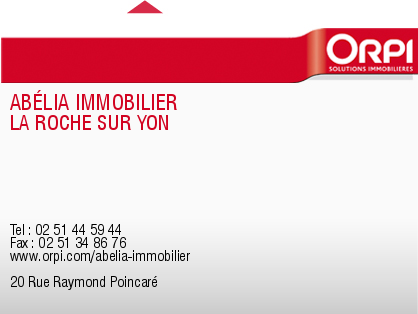 ORPI
SOLUTIONS IMMOBILIÈRES
ABÉLIA IMMOBILIER
LA ROCHE SUR YON
Tel : 02 51 44 59 44
Fax : 02 51 34 86 76
www.orpi.com/abelia-immobilier
20 Rue Raymond Poincaré